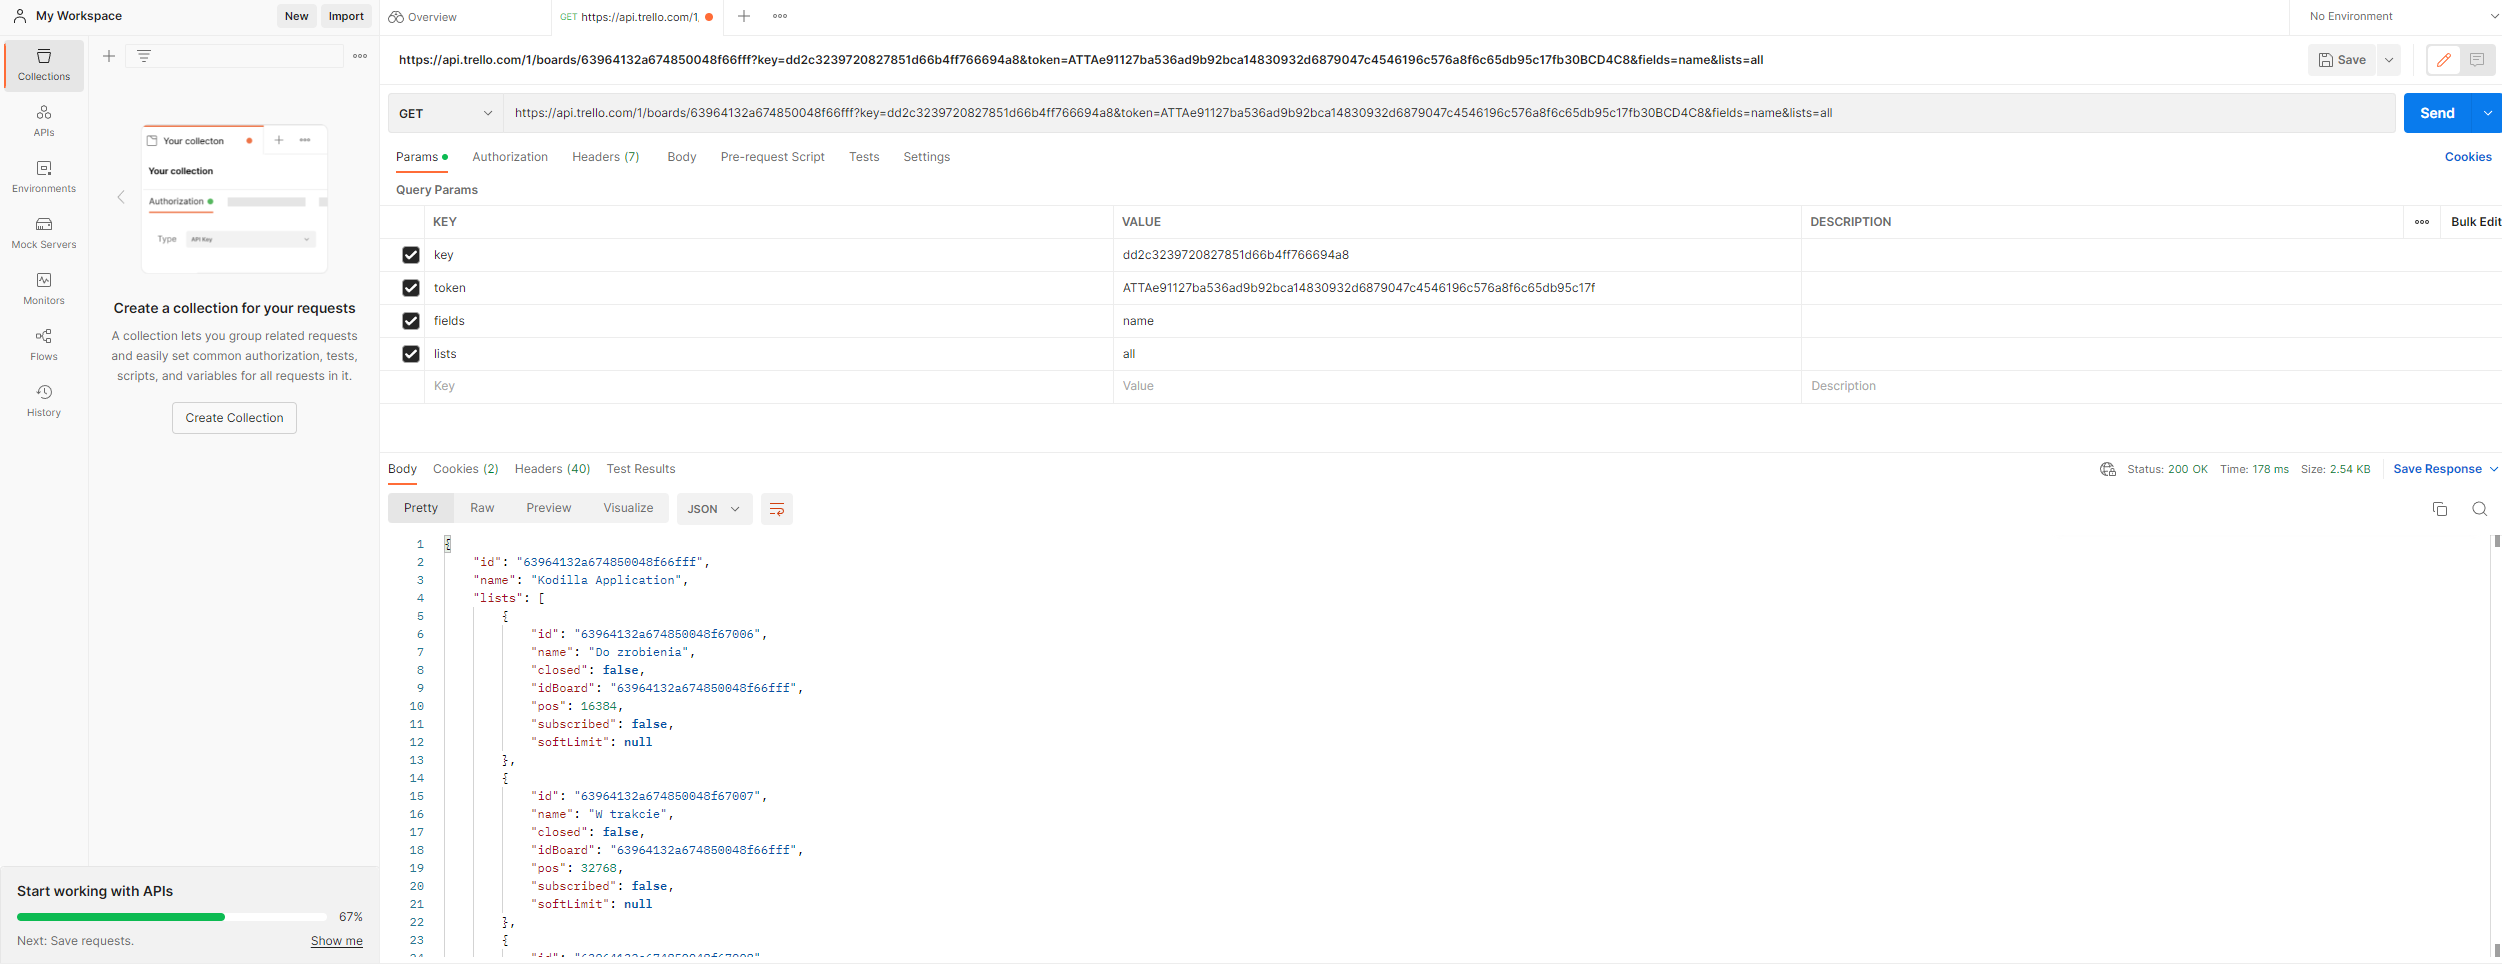 My Workspace
New
Import
Overview
GET https://api.trello.com/1,
No Environment
Collections
APIs
Environments
Mock Servers
Monitors
Flows
History
Your collecton
Your collection
Authorization
Type
API Key
Create a collection for your requests
A collection lets you group related requests
and easily set common authorization, tests,
scripts, and variables for all requests in it.
Create Collection
Start working with APIs
67%
Next: Save requests.
Show me
https://api.trello.com/1/boards/63964132a674850048f66fff?key=dd2c3239720827851d66b4ff766694a8&token=ATTAe91127ba536ad9b92bca14830932d6879047c4546196c576a8f6c65db95c17fb30BCD4C8&fields=name&lists=all
Save
GET
https://api.trello.com/1/boards/63964132a674850048f66fff?key=dd2c3239720827851d66b4ff766694a8&token=ATTAe91127ba536ad9b92bca14830932d6879047c4546196c576a8f6c65db95c17fb30BCD4C8&fields=name&lists=all
Send
Params
Authorization
Headers (7)
Body
Pre-request Script
Tests
Settings
Cookies
Query Params
KEY VALUE DESCRIPTION
Bulk Edit
key dd2c3239720827851d66b4ff766694a8
token ATTAe91127ba536ad9b92bca14830932d6879047c4546196c576a8f6c65db95c17f
fields name
lists all
Key Value Description
Body
Cookies (2)
Headers (40)
Test Results
Status: 200 OK
Time: 178 ms
Size: 2.54 KB
Save Response
Pretty
Raw
Preview
Visualize
JSON
1 {
2 "id": "63964132a674850048f66fff",
3 "name": "Kodilla Application",
4 "lists": [
5 {
6 "id": "63964132a674850048f67006",
7 "name": "Do zrobienia",
8 "closed": false,
9 "idBoard": "63964132a674850048f66fff",
10 "pos": 16384,
11 "subscribed": false,
12 "softLimit": null
13 },
14 {
15 "id": "63964132a674850048f67007",
16 "name": "W trakcie",
17 "closed": false,
18 "idBoard": "63964132a674850048f66fff",
19 "pos": 32768,
20 "subscribed": false,
21 "softLimit": null
22 },
23 {